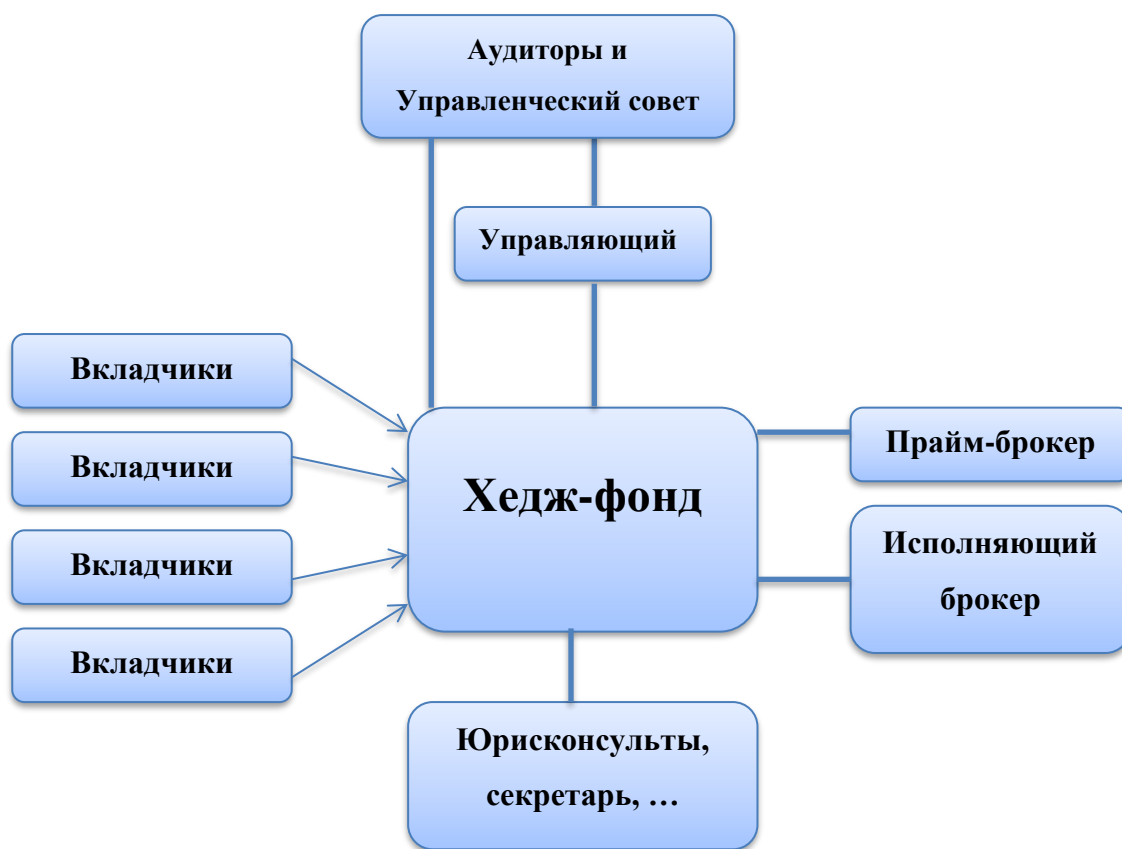 Аудиторы и
Управленческий совет
Управляющий
Вкладчики
Вкладчики
Вкладчики
Вкладчики
Хедж-фонд
Прайм-брокер
Исполняющий
брокер
Юрисконсульты,
секретарь, …